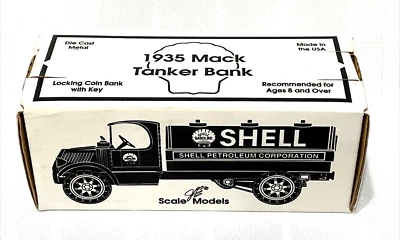 Die Cast
Metal
Made in
the USA
1935 Mack
Tanker Bank
Locking Coin Bank
with Key
Recommended for
Ages 8 and Over
SHELL
SHELL PETROLEUM CORPORATION
Scale Models